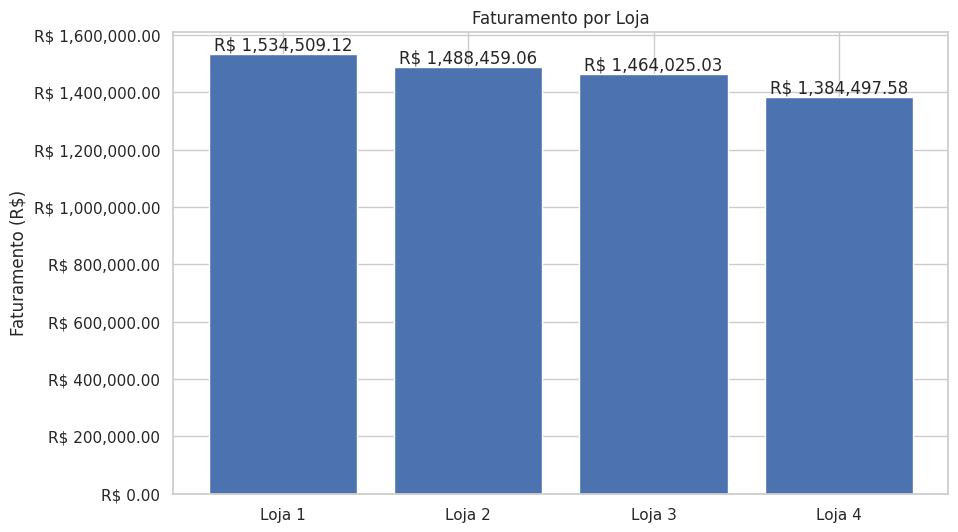 Faturamento por Loja
Faturamento (R$)
R$ 1,600,000.00
R$ 1,400,000.00
R$ 1,200,000.00
R$ 1,000,000.00
R$ 800,000.00
R$ 600,000.00
R$ 400,000.00
R$ 200,000.00
R$ 0.00
R$ 1,534,509.12
R$ 1,488,459.06
R$ 1,464,025.03
R$ 1,384,497.58
Loja 1
Loja 2
Loja 3
Loja 4